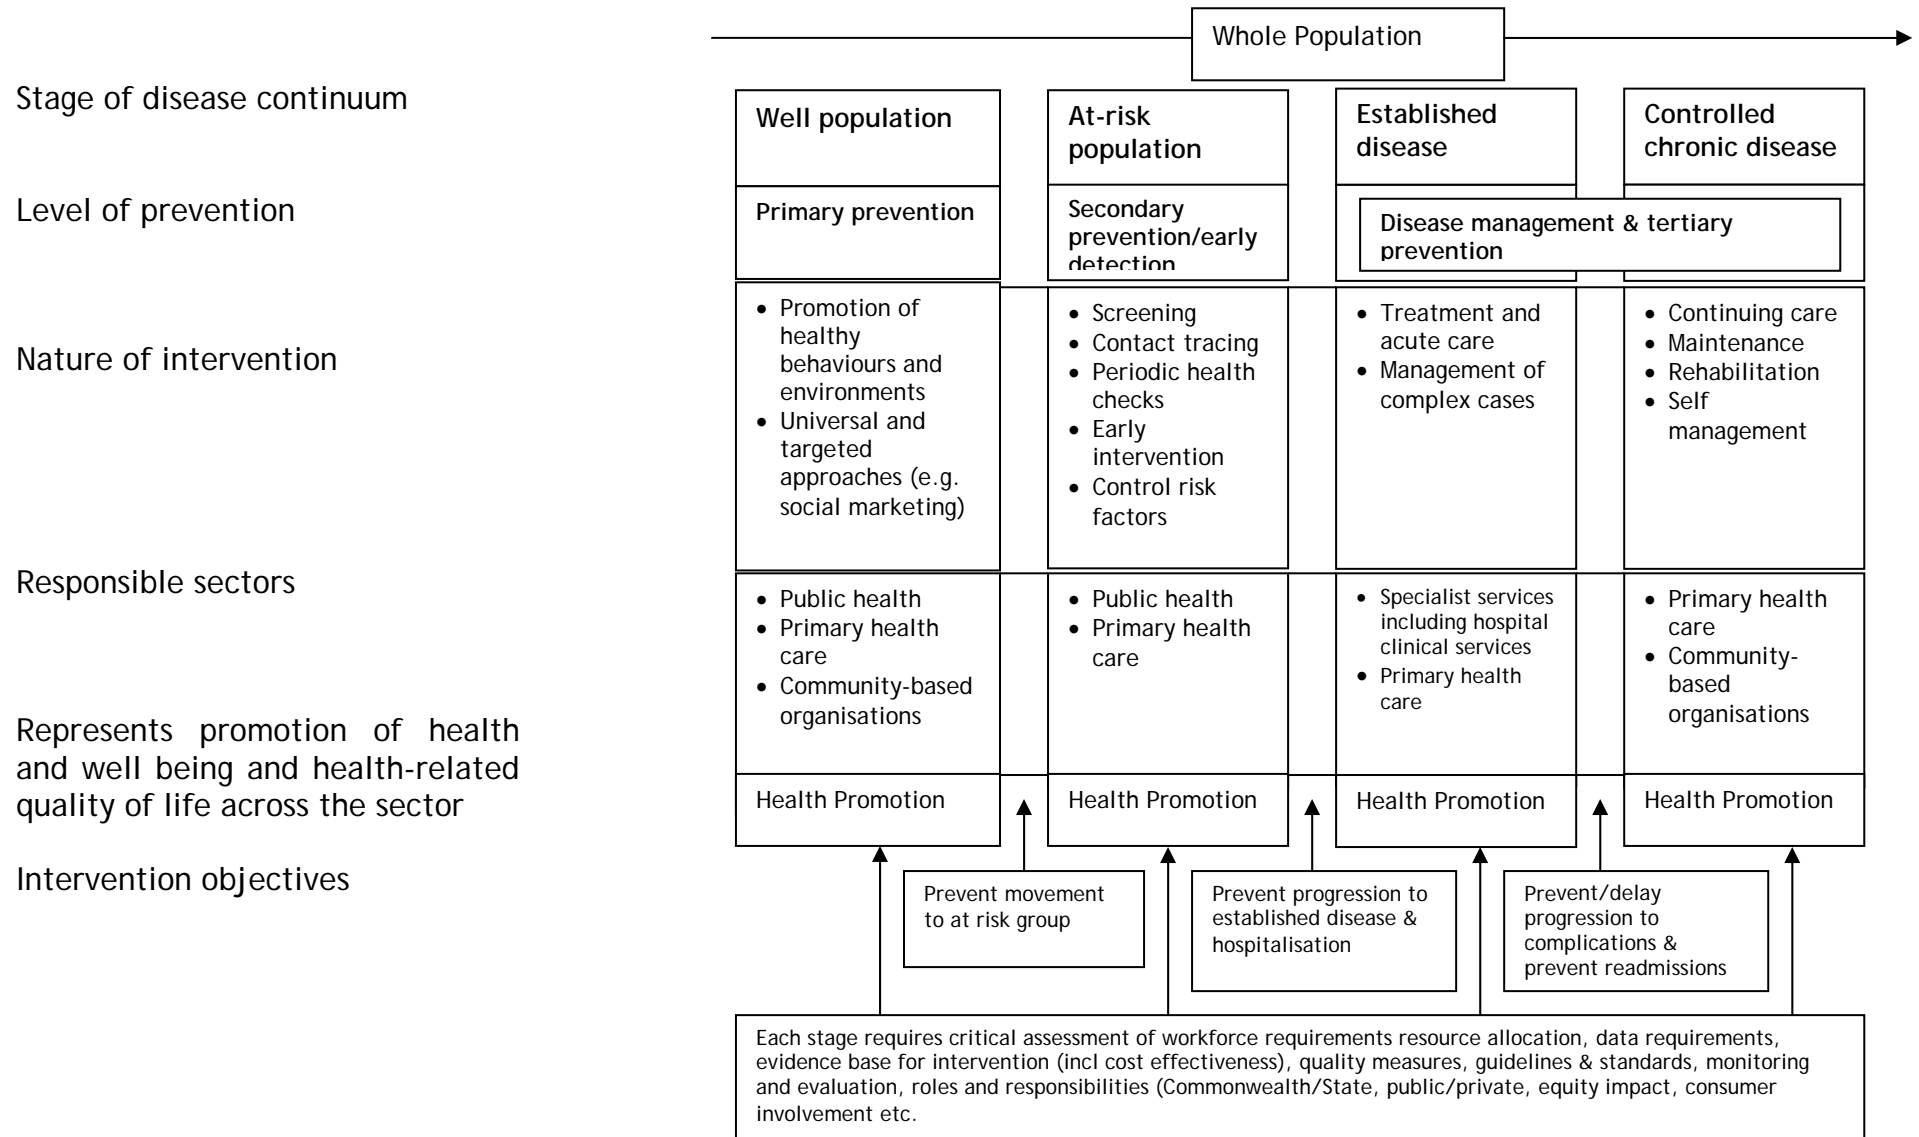 Whole Population
Stage of disease continuum
Well population
At-risk
population
Established
disease
Controlled
chronic disease
Level of prevention
Primary prevention
Secondary
prevention/early
detection
Disease management & tertiary
prevention
Nature of intervention
• Promotion of
healthy
behaviours and
environments
• Universal and
targeted
approaches (e.g.
social marketing)
• Screening
• Contact tracing
• Periodic health
checks
• Early
intervention
• Control risk
factors
• Treatment and
acute care
• Management of
complex cases
• Continuing care
• Maintenance
• Rehabilitation
• Self
management
Responsible sectors
• Public health
• Primary health
care
• Community-based
organisations
• Public health
• Primary health
care
• Specialist services
including hospital
clinical services
• Primary health
care
• Primary health
care
• Community-
based
organisations
Represents promotion of health
and well being and health-related
quality of life across the sector
Health Promotion
Health Promotion
Health Promotion
Health Promotion
Intervention objectives
Prevent movement
to at risk group
Prevent progression to
established disease &
hospitalisation
Prevent/delay
progression to
complications &
prevent readmissions
Each stage requires critical assessment of workforce requirements resource allocation, data requirements,
evidence base for intervention (incl cost effectiveness), quality measures, guidelines & standards, monitoring
and evaluation, roles and responsibilities (Commonwealth/State, public/private, equity impact, consumer
involvement etc.